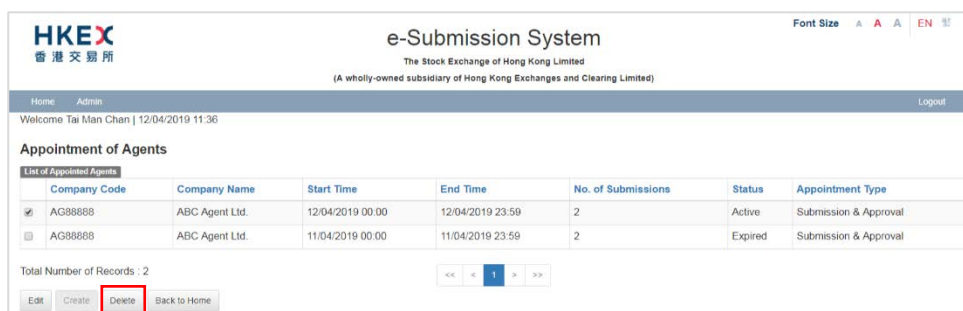 HKEX
香港交易所
Font Size A A A EN 繁
e-Submission System
The Stock Exchange of Hong Kong Limited
(A wholly-owned subsidiary of Hong Kong Exchanges and Clearing Limited)
Home Admin Logout
Welcome Tai Man Chan | 12/04/2019 11:36
Appointment of Agents
List of Appointed Agents
Company Code Company Name Start Time End Time No. of Submissions Status Appointment Type
AG88888 ABC Agent Ltd. 12/04/2019 00:00 12/04/2019 23:59 2 Active Submission & Approval
AG88888 ABC Agent Ltd. 11/04/2019 00:00 11/04/2019 23:59 2 Expired Submission & Approval
Total Number of Records : 2 << < 1 > >>
Edit Create Delete Back to Home